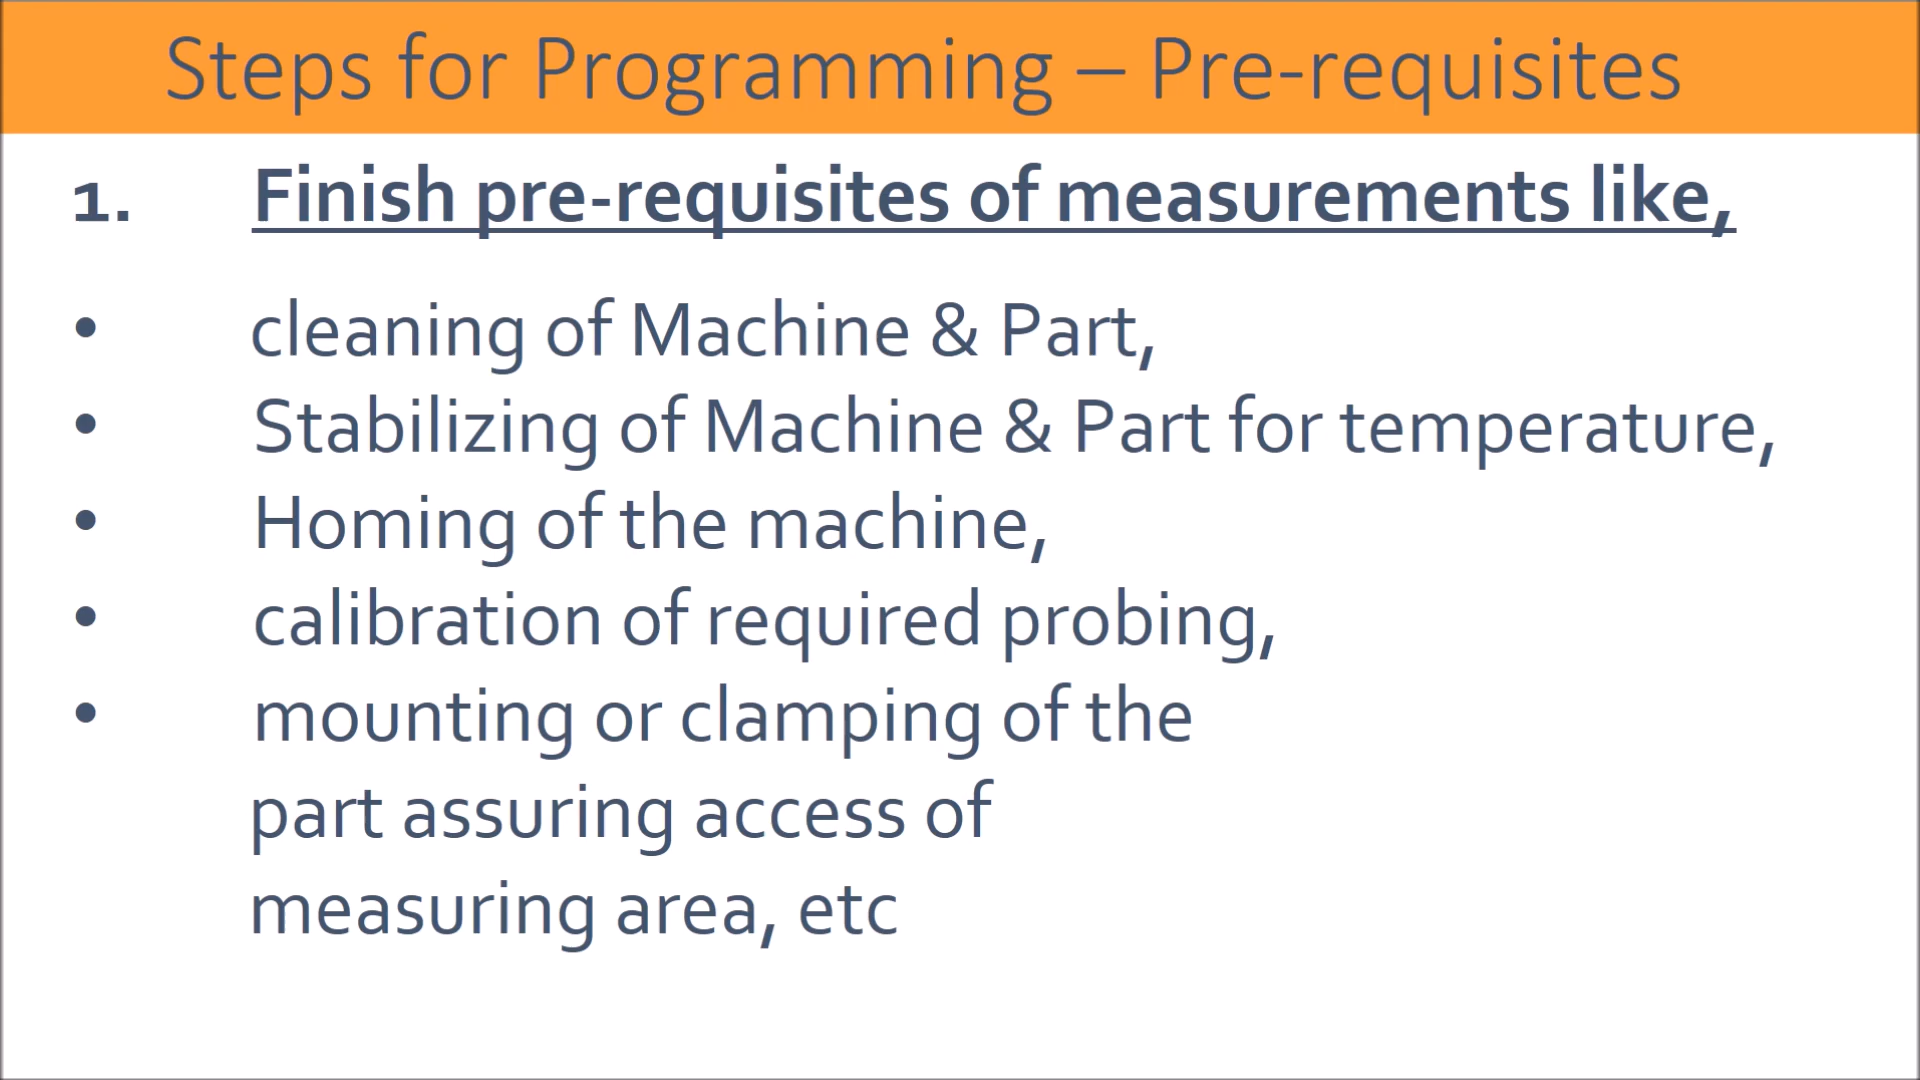 Steps for Programming – Pre-requisites
1. Finish pre-requisites of measurements like,
• cleaning of Machine & Part,
• Stabilizing of Machine & Part for temperature,
• Homing of the machine,
• calibration of required probing,
• mounting or clamping of the
part assuring access of
measuring area, etc